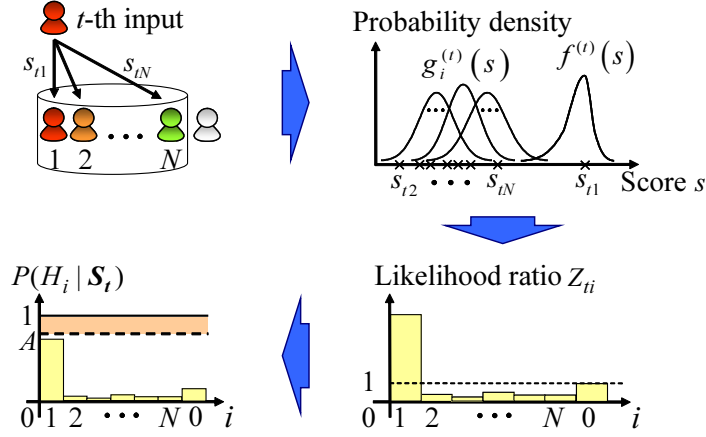 t-th input
s_{t1}
s_{tN}
1 2 • • • N
Probability density
g_i^{(t)}(s)
f^{(t)}(s)
••• •••
s_{t2} • • • s_{tN} s_{t1} Score s
P(H_i | S_t)
1
A
0 1 2 • • • N 0 i
Likelihood ratio Z_{ti}
1
0 1 2 • • • N 0 i